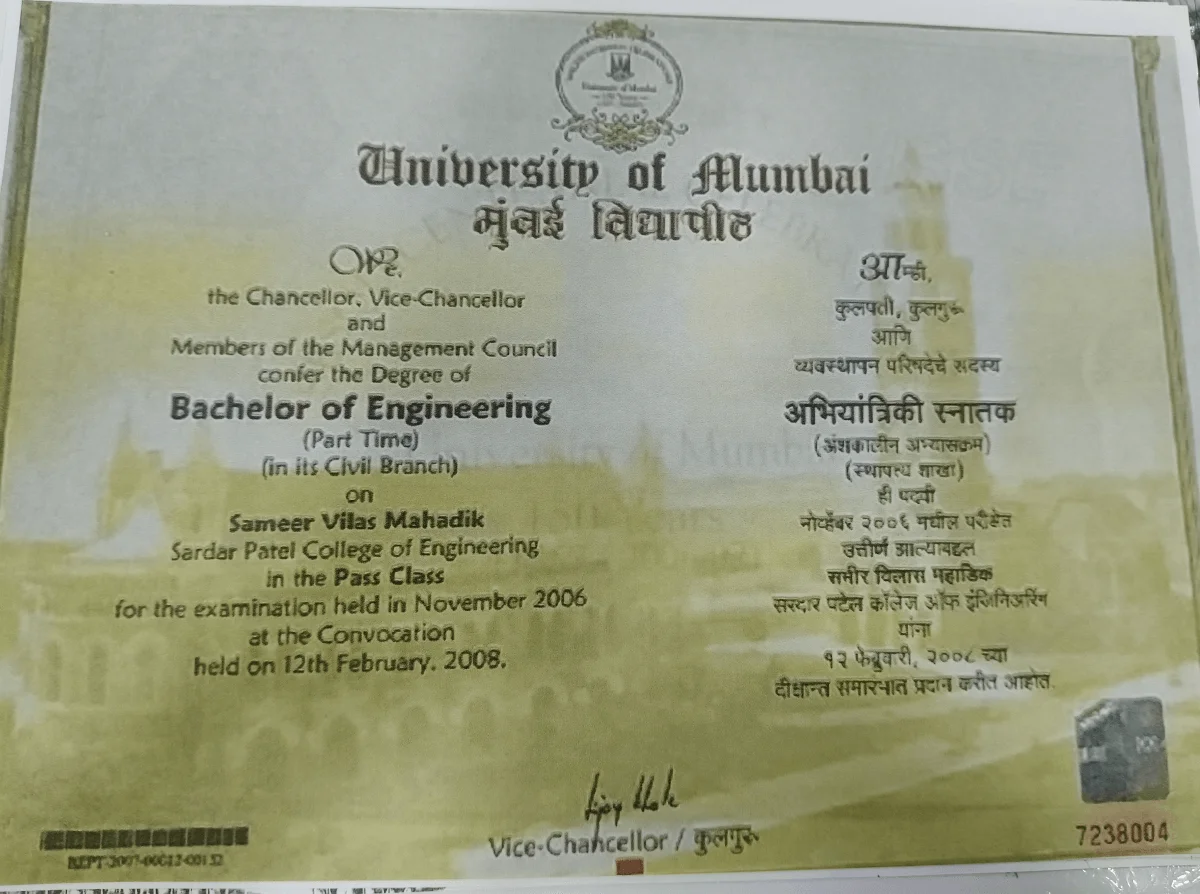 University of Mumbai
University of Mumbai
मुंबई विद्यापीठ
We,
the Chancellor, Vice-Chancellor
and
Members of the Management Council
confer the Degree of
Bachelor of Engineering
(Part Time)
(in its Civil Branch)
on
Sameer Vilas Mahadik
Sardar Patel College of Engineering
in the Pass Class
for the examination held in November 2006
at the Convocation
held on 12th February, 2008.
आम्ही,
कुलपती, कुलगुरू
आणि
व्यवस्थापन परिषदेचे सदस्य
अभियांत्रिकी स्नातक
(अंशकालीन अभ्यासक्रम)
(स्थापत्य शाखा)
ही पदवी
नोव्हेंबर २००६ मधील परीक्षेत
उत्तीर्ण झाल्याबद्दल
समीर विलास महाडिक
सरदार पटेल कॉलेज ऑफ इंजिनिअरिंग
यांना
१२ फेब्रुवारी, २००८ च्या
दीक्षान्त समारंभात प्रदान करीत आहोत.
Vice-Chancellor / कुलगुरू
7238004